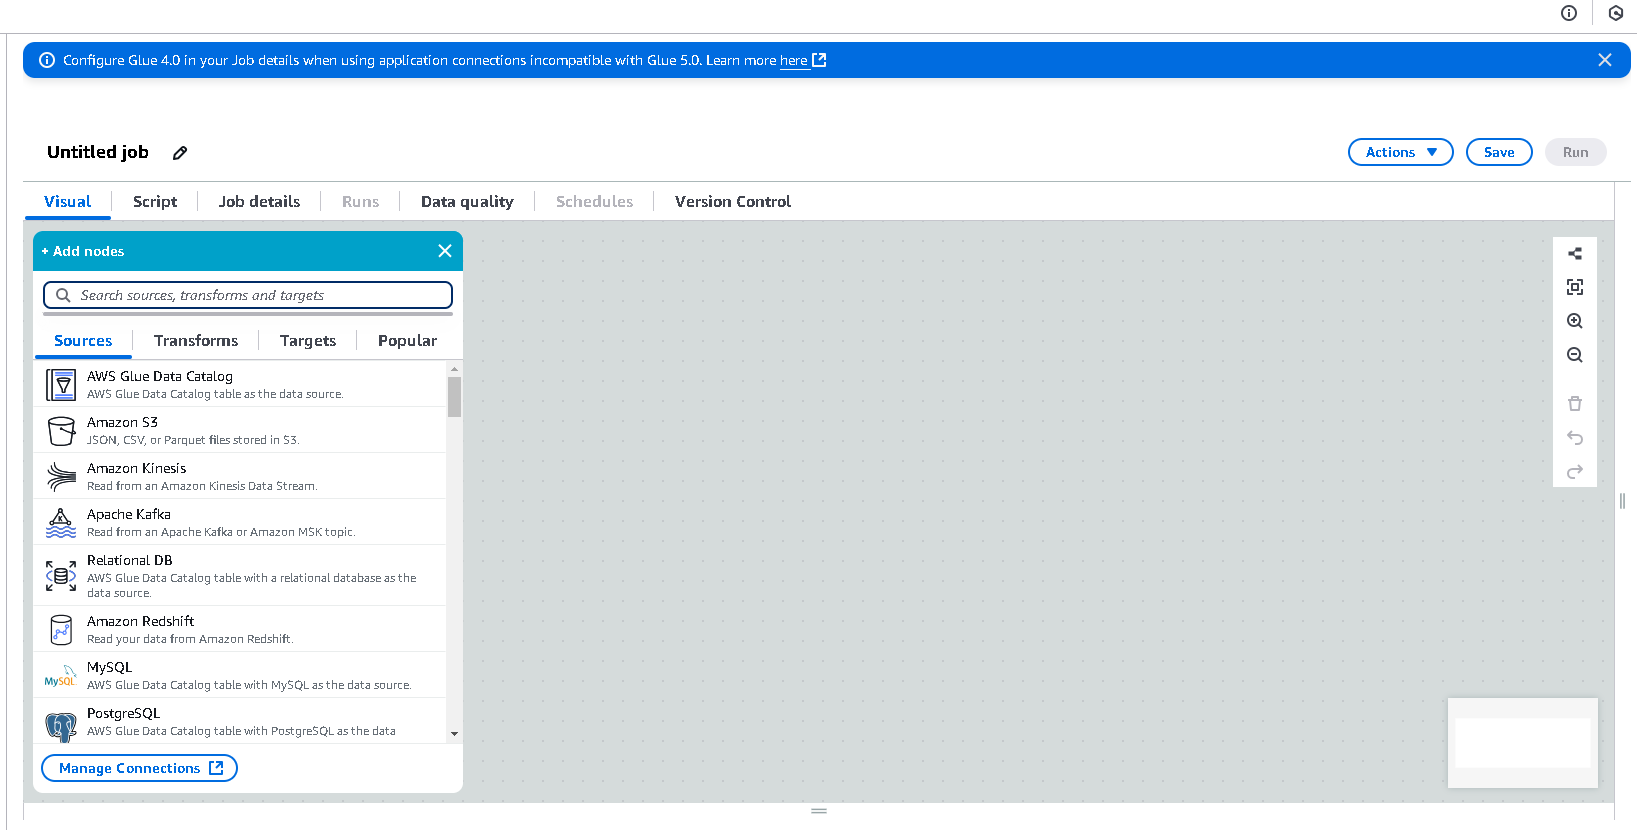 Configure Glue 4.0 in your Job details when using application connections incompatible with Glue 5.0. Learn more here
Untitled job
Actions
Save
Run
Visual
Script
Job details
Runs
Data quality
Schedules
Version Control
+ Add nodes
Search sources, transforms and targets
Sources
Transforms
Targets
Popular
AWS Glue Data Catalog
AWS Glue Data Catalog table as the data source.
Amazon S3
JSON, CSV, or Parquet files stored in S3.
Amazon Kinesis
Read from an Amazon Kinesis Data Stream.
Apache Kafka
Read from an Apache Kafka or Amazon MSK topic.
Relational DB
AWS Glue Data Catalog table with a relational database as the
data source.
Amazon Redshift
Read your data from Amazon Redshift.
MySQL
MySQL
AWS Glue Data Catalog table with MySQL as the data source.
PostgreSQL
AWS Glue Data Catalog table with PostgreSQL as the data
Manage Connections